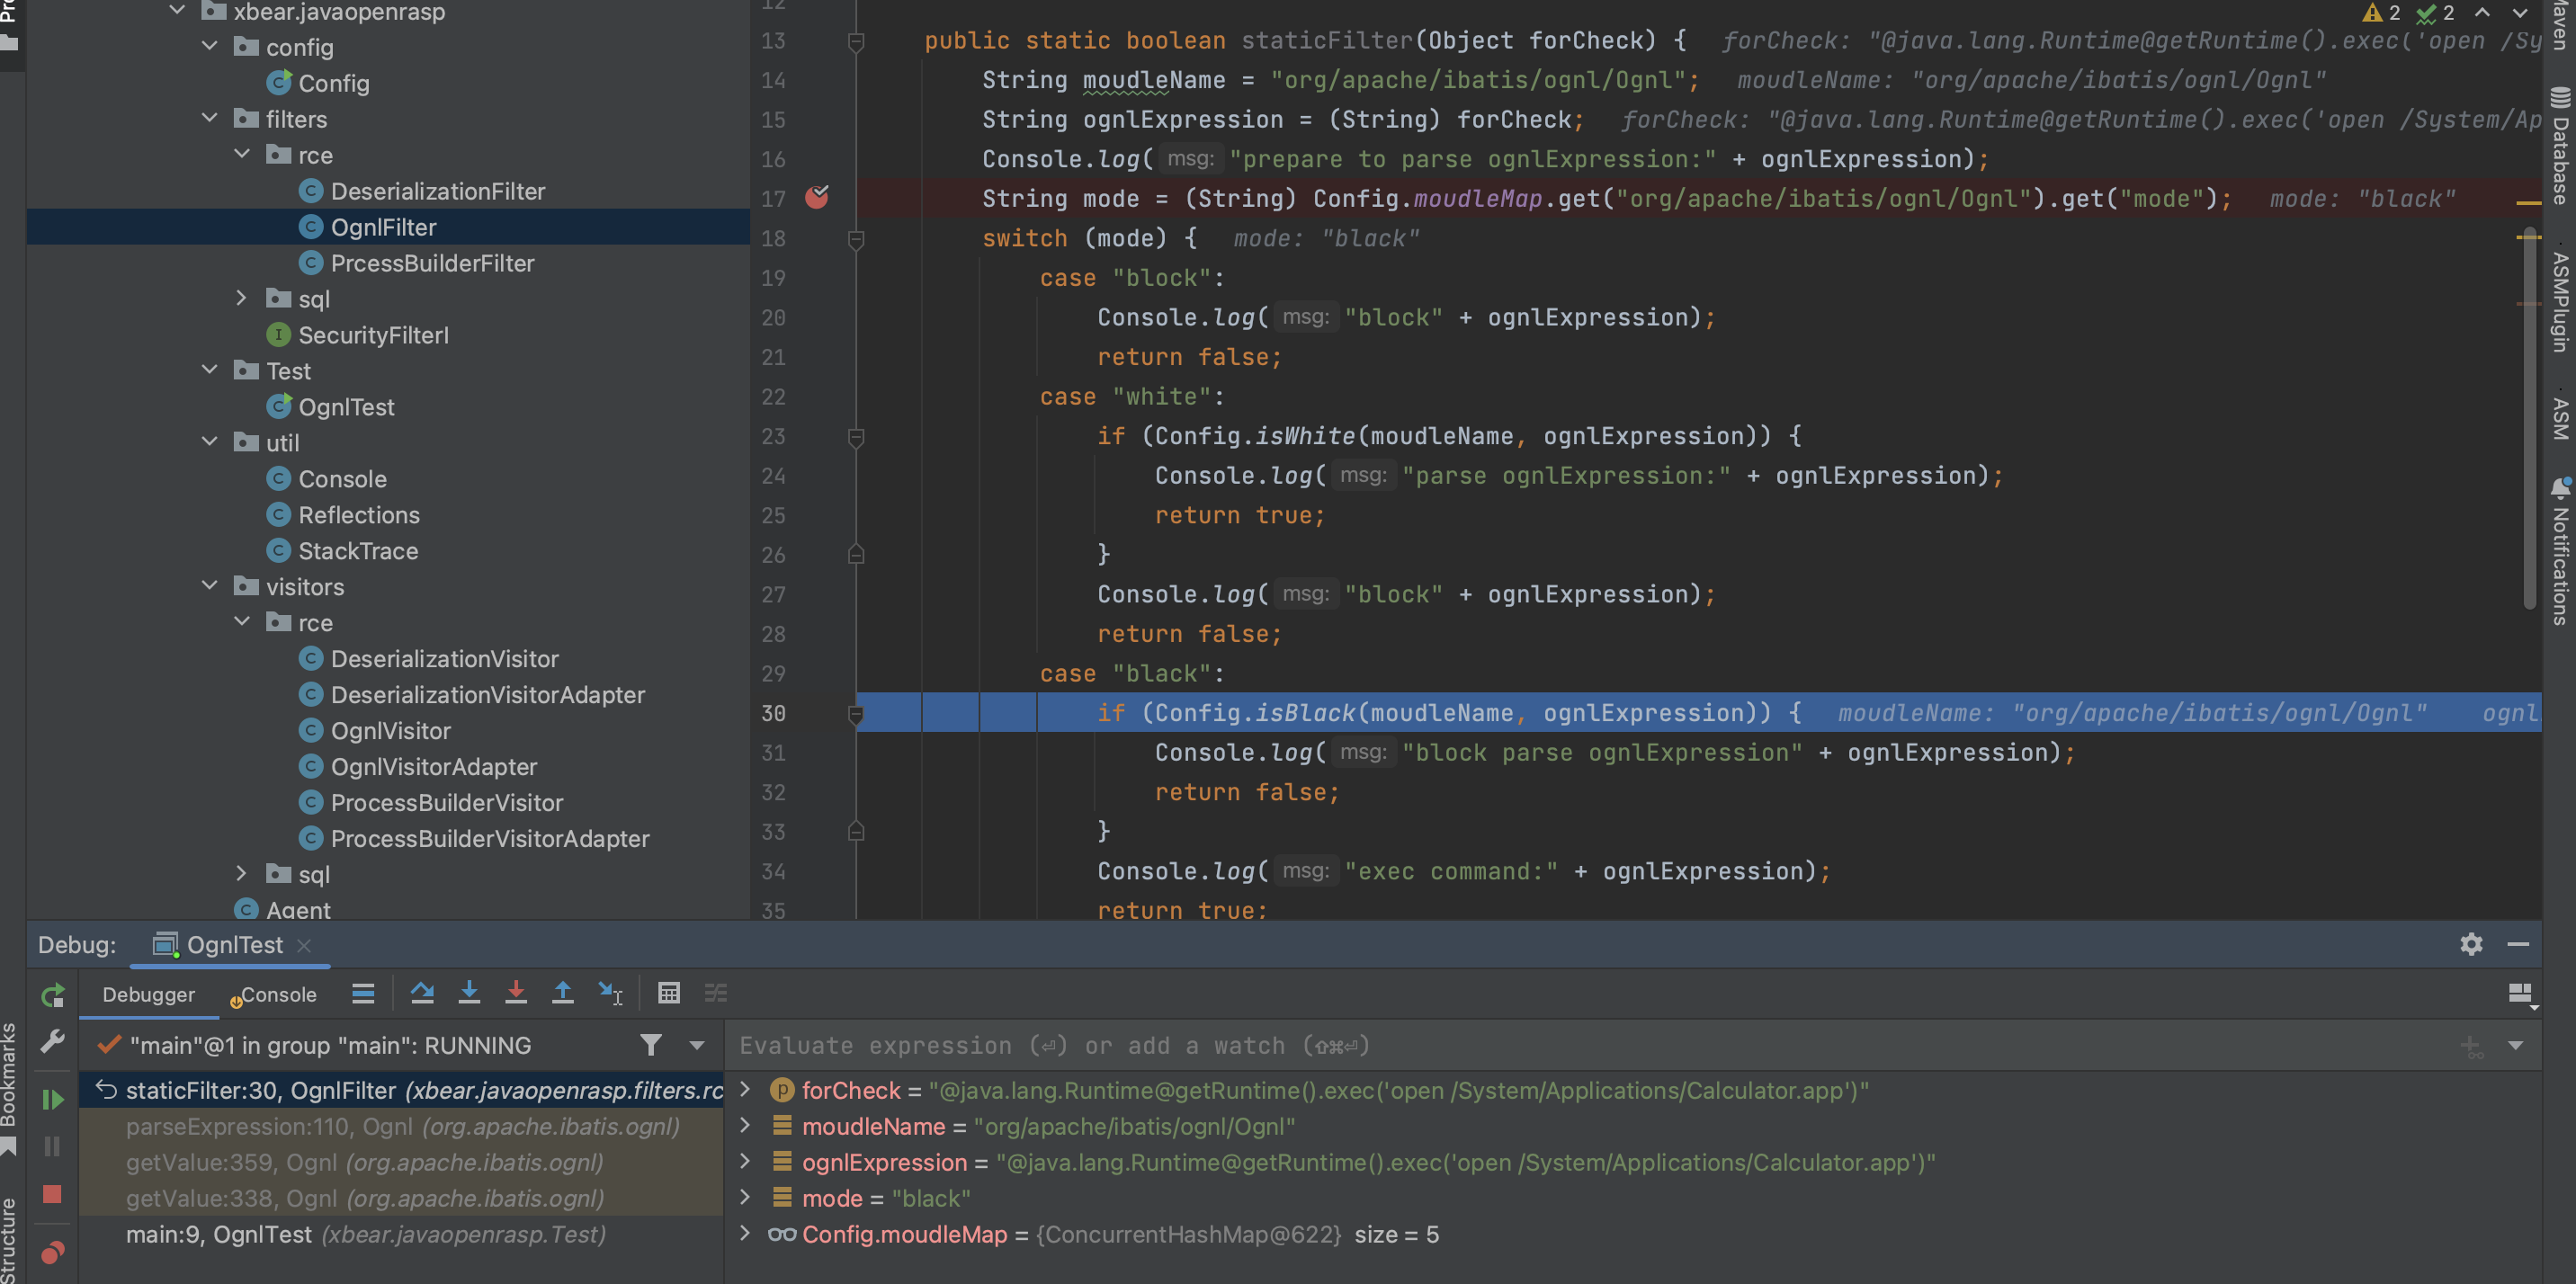 xbear.javaopenrasp
config
Config
filters
rce
DeserializationFilter
OgnlFilter
PrcessBuilderFilter
sql
SecurityFilterI
Test
OgnlTest
util
Console
Reflections
StackTrace
visitors
rce
DeserializationVisitor
DeserializationVisitorAdapter
OgnlVisitor
OgnlVisitorAdapter
ProcessBuilderVisitor
ProcessBuilderVisitorAdapter
sql
Agent
2 2
12
13 public static boolean staticFilter(Object forCheck) { forCheck: "@java.lang.Runtime@getRuntime().exec('open /Sy
14 String moudleName = "org/apache/ibatis/ognl/Ognl"; moudleName: "org/apache/ibatis/ognl/Ognl"
15 String ognlExpression = (String) forCheck; forCheck: "@java.lang.Runtime@getRuntime().exec('open /System/Ap
16 Console.log( msg: "prepare to parse ognlExpression:" + ognlExpression);
17 String mode = (String) Config.moudleMap.get("org/apache/ibatis/ognl/Ognl").get("mode"); mode: "black"
18 switch (mode) { mode: "black"
19 case "block":
20 Console.log( msg: "block" + ognlExpression);
21 return false;
22 case "white":
23 if (Config.isWhite(moudleName, ognlExpression)) {
24 Console.log( msg: "parse ognlExpression:" + ognlExpression);
25 return true;
26 }
27 Console.log( msg: "block" + ognlExpression);
28 return false;
29 case "black":
30 if (Config.isBlack(moudleName, ognlExpression)) { moudleName: "org/apache/ibatis/ognl/Ognl" ognl
31 Console.log( msg: "block parse ognlExpression" + ognlExpression);
32 return false;
33 }
34 Console.log( msg: "exec command:" + ognlExpression);
35 return true;
Maven
Database
ASMPlugin
ASM
Notifications
Debug: OgnlTest
Debugger Console
"main"@1 in group "main": RUNNING
Evaluate expression (⏎) or add a watch (⇧⌘⏎)
staticFilter:30, OgnlFilter (xbear.javaopenrasp.filters.rc
parseExpression:110, Ognl (org.apache.ibatis.ognl)
getValue:359, Ognl (org.apache.ibatis.ognl)
getValue:338, Ognl (org.apache.ibatis.ognl)
main:9, OgnlTest (xbear.javaopenrasp.Test)
forCheck = "@java.lang.Runtime@getRuntime().exec('open /System/Applications/Calculator.app')"
moudleName = "org/apache/ibatis/ognl/Ognl"
ognlExpression = "@java.lang.Runtime@getRuntime().exec('open /System/Applications/Calculator.app')"
mode = "black"
Config.moudleMap = {ConcurrentHashMap@622} size = 5
Bookmarks
Structure